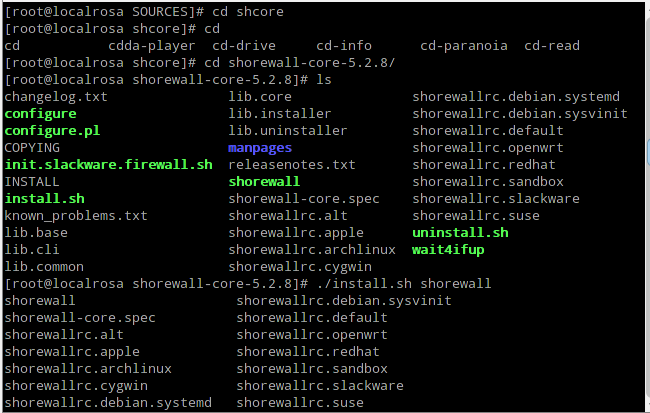 [root@localrosa SOURCES]# cd shcore
[root@localrosa shcore]# cd
cd cdda-player cd-drive cd-info cd-paranoia cd-read
[root@localrosa shcore]# cd shorewall-core-5.2.8/
[root@localrosa shorewall-core-5.2.8]# ls
changelog.txt lib.core shorewallrc.debian.systemd
configure lib.installer shorewallrc.debian.sysvinit
configure.pl lib.uninstaller shorewallrc.default
COPYING manpages shorewallrc.openwrt
init.slackware.firewall.sh releasenotes.txt shorewallrc.redhat
INSTALL shorewall shorewallrc.sandbox
install.sh shorewall-core.spec shorewallrc.slackware
known_problems.txt shorewallrc.alt shorewallrc.suse
lib.base shorewallrc.apple uninstall.sh
lib.cli shorewallrc.archlinux wait4ifup
lib.common shorewallrc.cygwin
[root@localrosa shorewall-core-5.2.8]# ./install.sh shorewall
shorewall shorewallrc.debian.sysvinit
shorewall-core.spec shorewallrc.default
shorewallrc.alt shorewallrc.openwrt
shorewallrc.apple shorewallrc.redhat
shorewallrc.archlinux shorewallrc.sandbox
shorewallrc.cygwin shorewallrc.slackware
shorewallrc.debian.systemd shorewallrc.suse